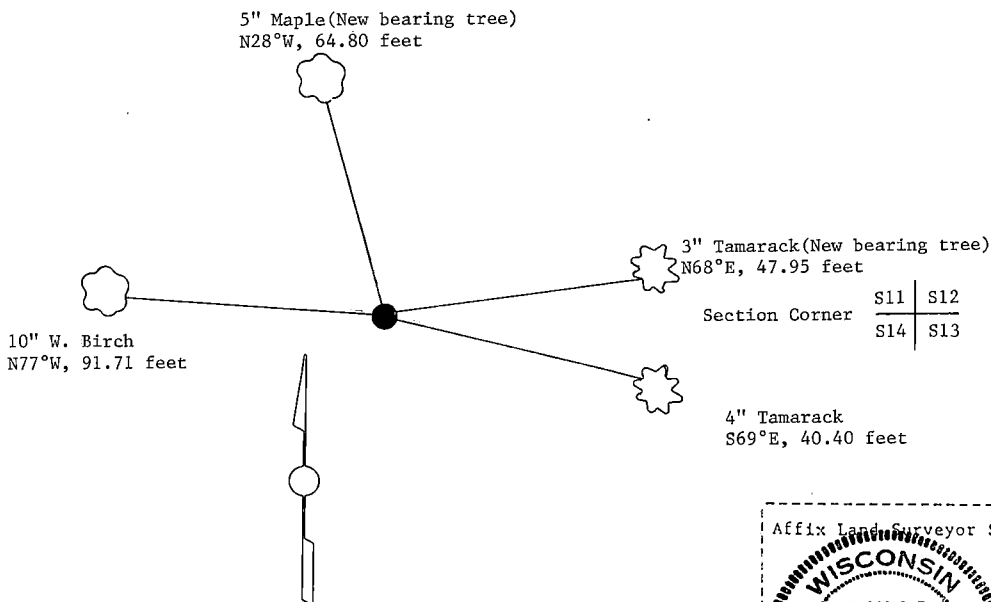 5" Maple(New bearing tree)
N28°W, 64.80 feet
3" Tamarack(New bearing tree)
N68°E, 47.95 feet
Section Corner
S11 S12
S14 S13
10" W. Birch
N77°W, 91.71 feet
4" Tamarack
S69°E, 40.40 feet
Affix Land Surveyor S
WISCONSIN